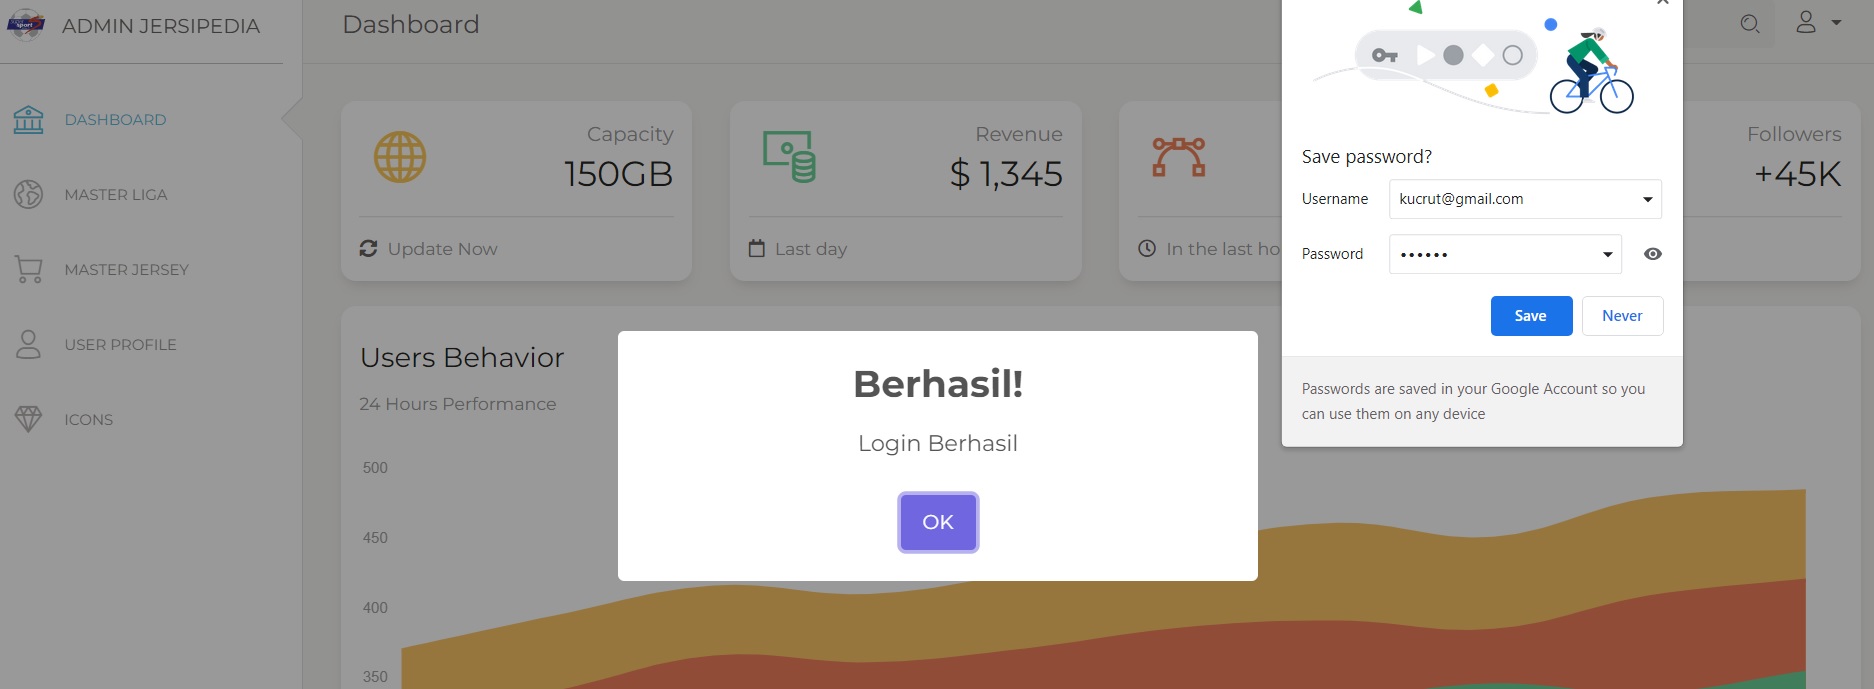 ADMIN JERSIPEDIA
DASHBOARD
MASTER LIGA
MASTER JERSEY
USER PROFILE
ICONS
Dashboard
Capacity
150GB
Update Now
Revenue
$ 1,345
Last day
In the last ho
Followers
+45K
Users Behavior
24 Hours Performance
500
450
400
350
Berhasil!
Login Berhasil
OK
Save password?
Username kucrut@gmail.com
Password ••••••
Save Never
Passwords are saved in your Google Account so you
can use them on any device